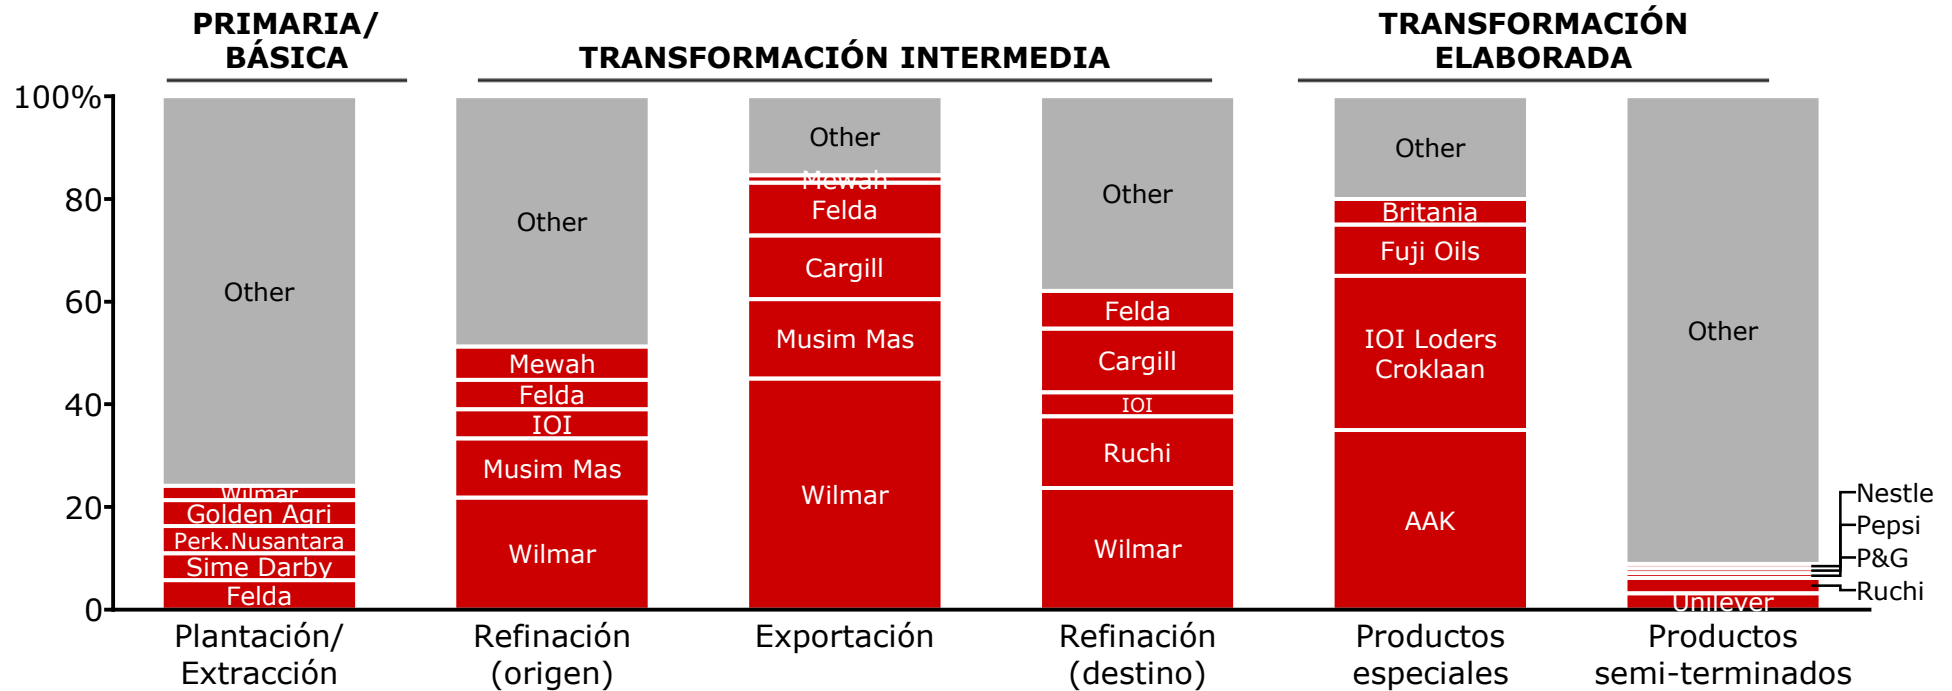 PRIMARIA/
BÁSICA
TRANSFORMACIÓN INTERMEDIA
TRANSFORMACIÓN
ELABORADA
100%
80
60
40
20
0
Other
Wilmar
Golden Agri
Perk.Nusantara
Sime Darby
Felda
Other
Mewah
Felda
IOI
Musim Mas
Wilmar
Other
Mewah
Felda
Cargill
Musim Mas
Wilmar
Other
Felda
Cargill
IOI
Ruchi
Wilmar
Other
Britania
Fuji Oils
IOI Loders
Croklaan
AAK
Other
Unilever
Nestle
Pepsi
P&G
Ruchi
Plantación/
Extracción
Refinación
(origen)
Exportación
Refinación
(destino)
Productos
especiales
Productos
semi-terminados